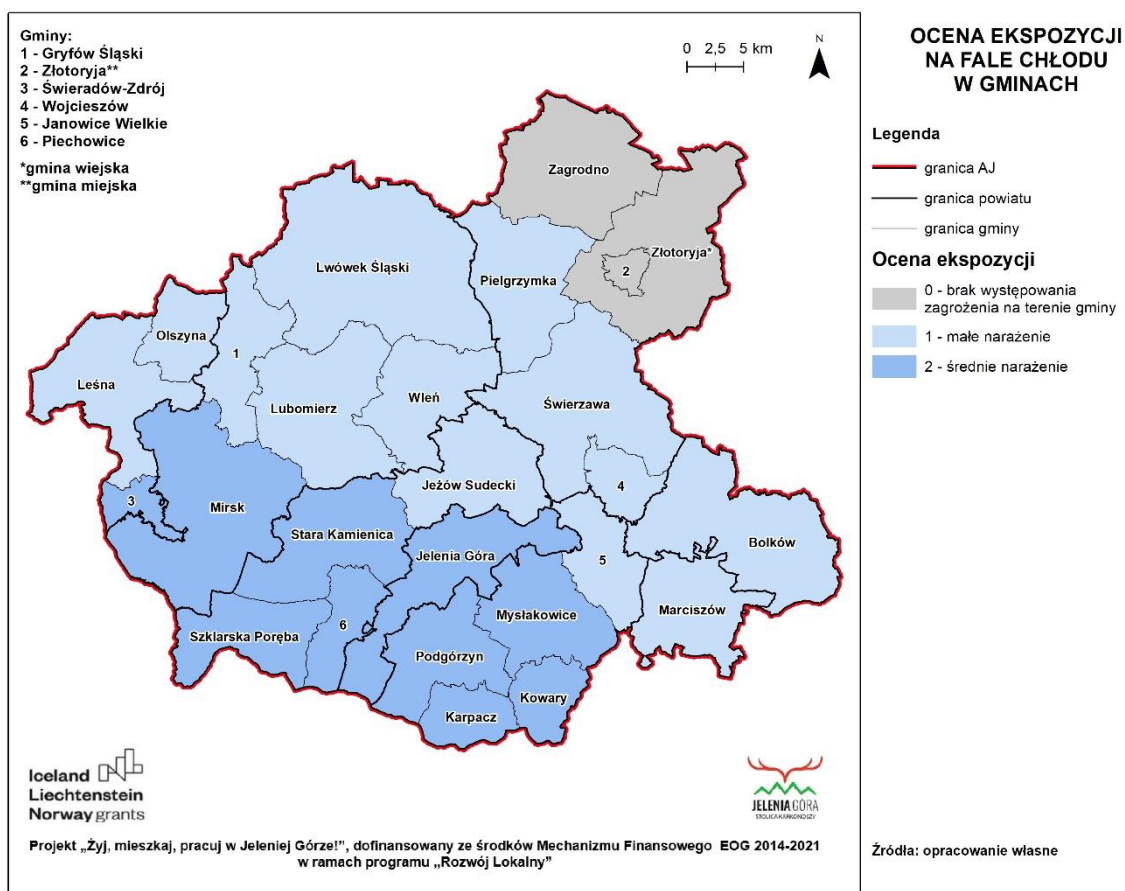 Gminy:
1 - Gryfów Śląski
2 - Złotoryja**
3 - Świeradów-Zdrój
4 - Wojcieszów
5 - Janowice Wielkie
6 - Piechowice
*gmina wiejska
**gmina miejska
0 2,5 5 km
N
Zagrodno
Złotoryja*
2
Lwówek Śląski
Pielgrzymka
Olszyna
1
Leśna
Lubomierz
Wleń
Świerzawa
Jeżów Sudecki
4
3
Mirsk
Stara Kamienica
Jelenia Góra
Bolków
5
Mysłakowice
Marciszów
Szklarska Poręba
6
Podgórzyn
Kowary
Karpacz
Iceland
Liechtenstein
Norway grants
JELENIA GÓRA
STOLICA KARKONOSZY
Projekt „Żyj, mieszkaj, pracuj w Jeleniej Górze!”, dofinansowany ze środków Mechanizmu Finansowego EOG 2014-2021
w ramach programu „Rozwój Lokalny”
OCENA EKSPOZYCJI
NA FALE CHŁODU
W GMINACH
Legenda
granica AJ
granica powiatu
granica gminy
Ocena ekspozycji
0 - brak występowania
zagrożenia na terenie gminy
1 - małe narażenie
2 - średnie narażenie
Źródła: opracowanie własne